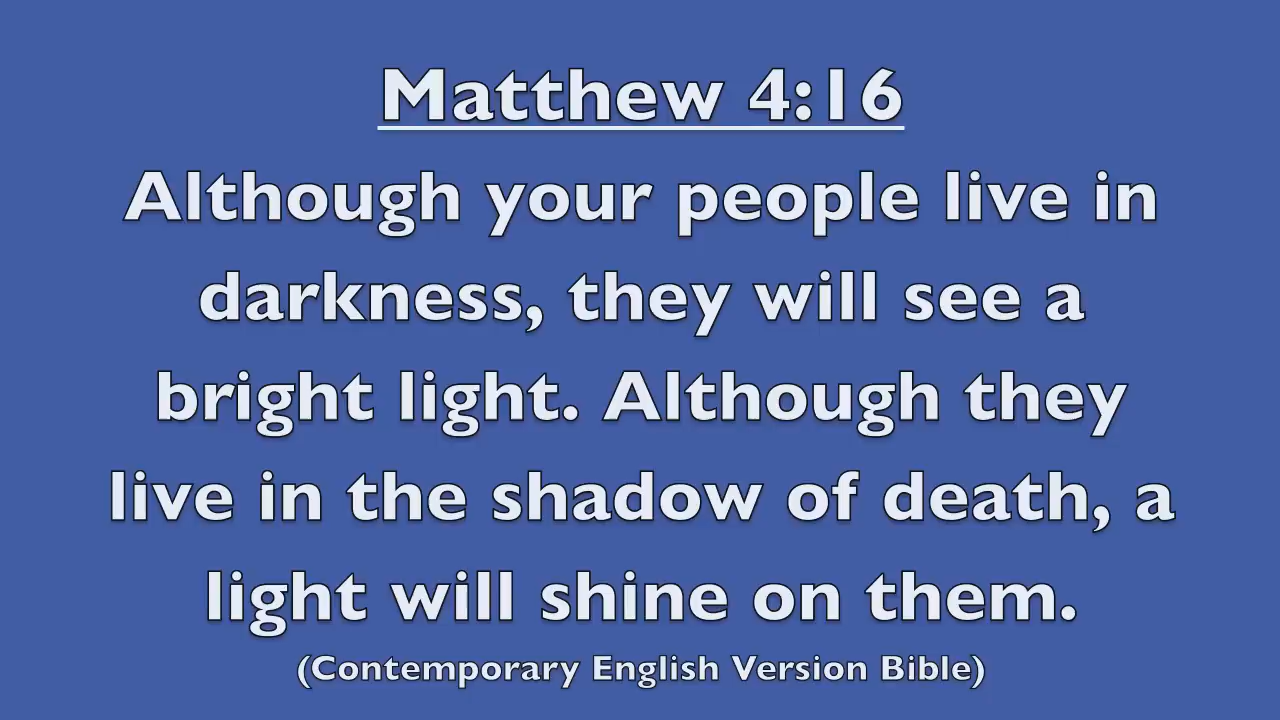 Matthew 4:16
Although your people live in
darkness, they will see a
bright light. Although they
live in the shadow of death, a
light will shine on them.
(Contemporary English Version Bible)